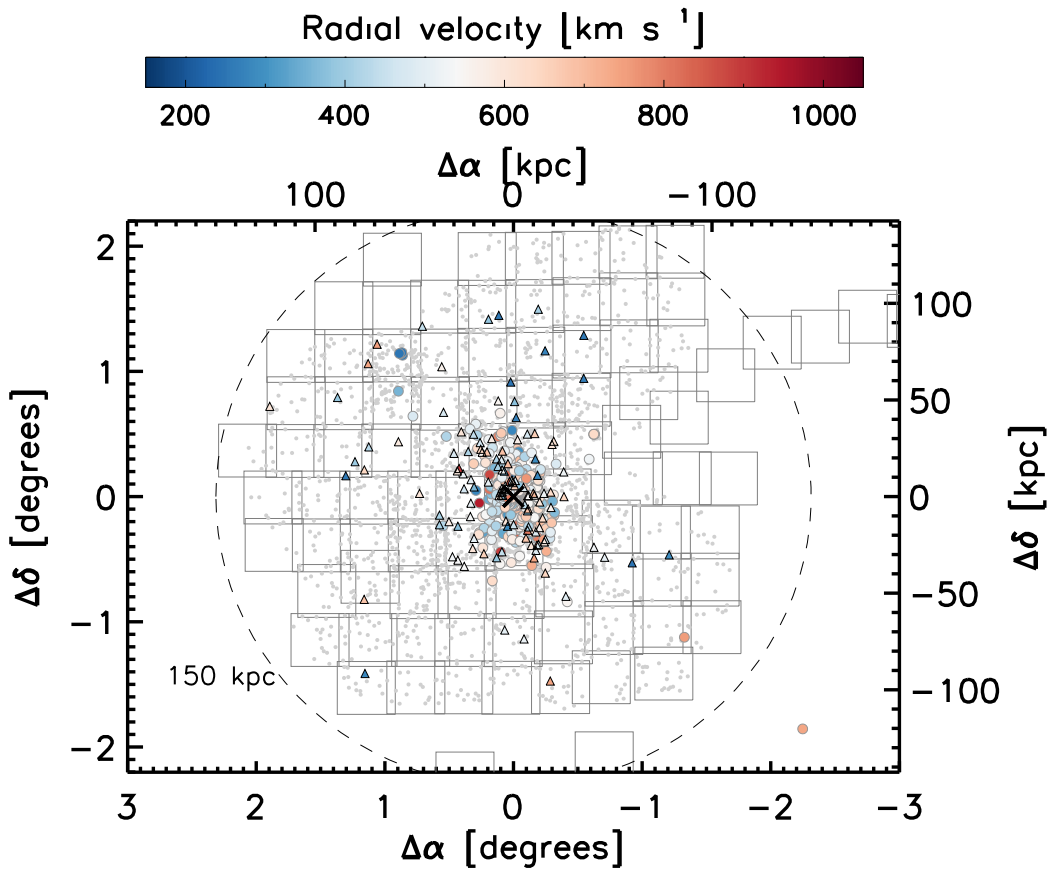 Radial velocity [km s ¹]
200 400 600 800 1000
Δα [kpc]
100 0 −100
2
1
0
−1
−2
Δδ [degrees]
100
50
0
−50
−100
Δδ [kpc]
150 kpc
3 2 1 0 −1 −2 −3
Δα [degrees]